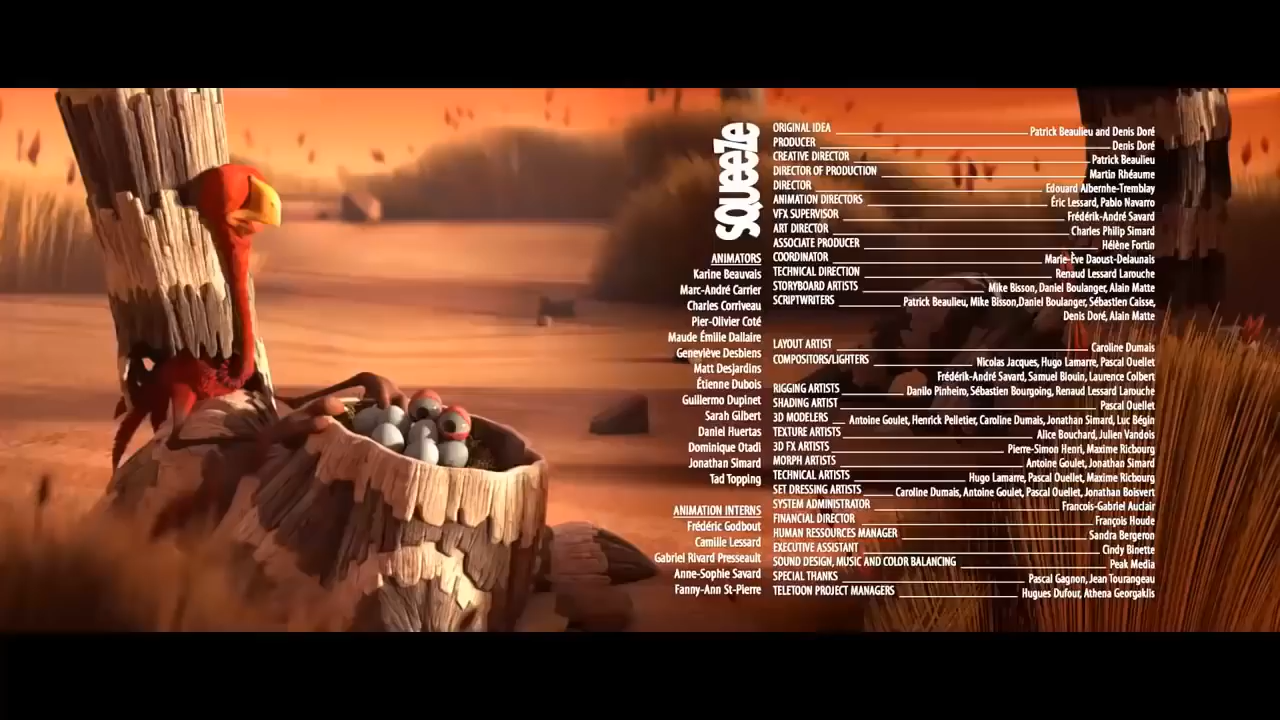 squeeze
ANIMATORS
Karine Beauvais
Marc-André Carrier
Charles Corriveau
Pier-Olivier Coté
Maude Émilie Dallaire
Geneviève Desbiens
Matt Desjardins
Étienne Dubois
Guillermo Dupinet
Sarah Gilbert
Daniel Huertas
Dominique Otadi
Jonathan Simard
Tad Topping
ANIMATION INTERNS
Frédéric Godbout
Camille Lessard
Gabriel Rivard Presseault
Anne-Sophie Savard
Fanny-Ann St-Pierre
ORIGINAL IDEA Patrick Beaulieu and Denis Doré
PRODUCER Denis Doré
CREATIVE DIRECTOR Patrick Beaulieu
DIRECTOR OF PRODUCTION Martin Rhéaume
DIRECTOR Edouard Albernhe-Tremblay
ANIMATION DIRECTORS Éric Lessard, Pablo Navarro
VFX SUPERVISOR Frédérik-André Savard
ART DIRECTOR Charles Philip Simard
ASSOCIATE PRODUCER Hélène Fortin
COORDINATOR Marie-Ève Daoust-Delaunais
TECHNICAL DIRECTION Renaud Lessard Larouche
STORYBOARD ARTISTS Mike Bisson, Daniel Boulanger, Alain Matte
SCRIPTWRITERS Patrick Beaulieu, Mike Bisson,Daniel Boulanger, Sébastien Caisse,
Denis Doré, Alain Matte
LAYOUT ARTIST Caroline Dumais
COMPOSITORS/LIGHTERS Nicolas Jacques, Hugo Lamarre, Pascal Ouellet
Frédérik-André Savard, Samuel Blouin, Laurence Colbert
RIGGING ARTISTS Danilo Pinheiro, Sébastien Bourgoing, Renaud Lessard Larouche
SHADING ARTIST Pascal Ouellet
3D MODELERS Antoine Goulet, Henrick Pelletier, Caroline Dumais, Jonathan Simard, Luc Bégin
TEXTURE ARTISTS Alice Bouchard, Julien Vandois
3D FX ARTISTS Pierre-Simon Henri, Maxime Ricbourg
MORPH ARTISTS Antoine Goulet, Jonathan Simard
TECHNICAL ARTISTS Hugo Lamarre, Pascal Ouellet, Maxime Ricbourg
SET DRESSING ARTISTS Caroline Dumais, Antoine Goulet, Pascal Ouellet, Jonathan Boisvert
SYSTEM ADMINISTRATOR Francois-Gabriel Auclair
FINANCIAL DIRECTOR François Houde
HUMAN RESSOURCES MANAGER Sandra Bergeron
EXECUTIVE ASSISTANT Cindy Binette
SOUND DESIGN, MUSIC AND COLOR BALANCING Peak Media
SPECIAL THANKS Pascal Gagnon, Jean Tourangeau
TELETOON PROJECT MANAGERS Hugues Dufour, Athena Georgaklis